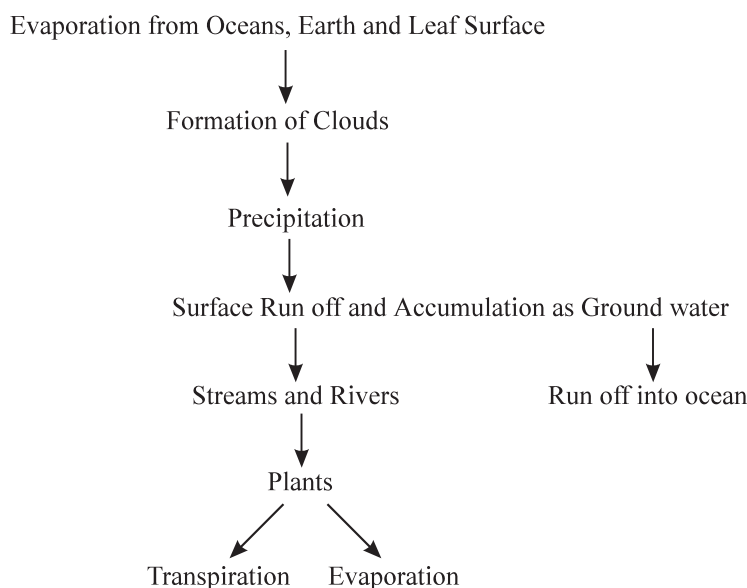 Evaporation from Oceans, Earth and Leaf Surface
Formation of Clouds
Precipitation
Surface Run off and Accumulation as Ground water
Streams and Rivers
Run off into ocean
Plants
Transpiration
Evaporation